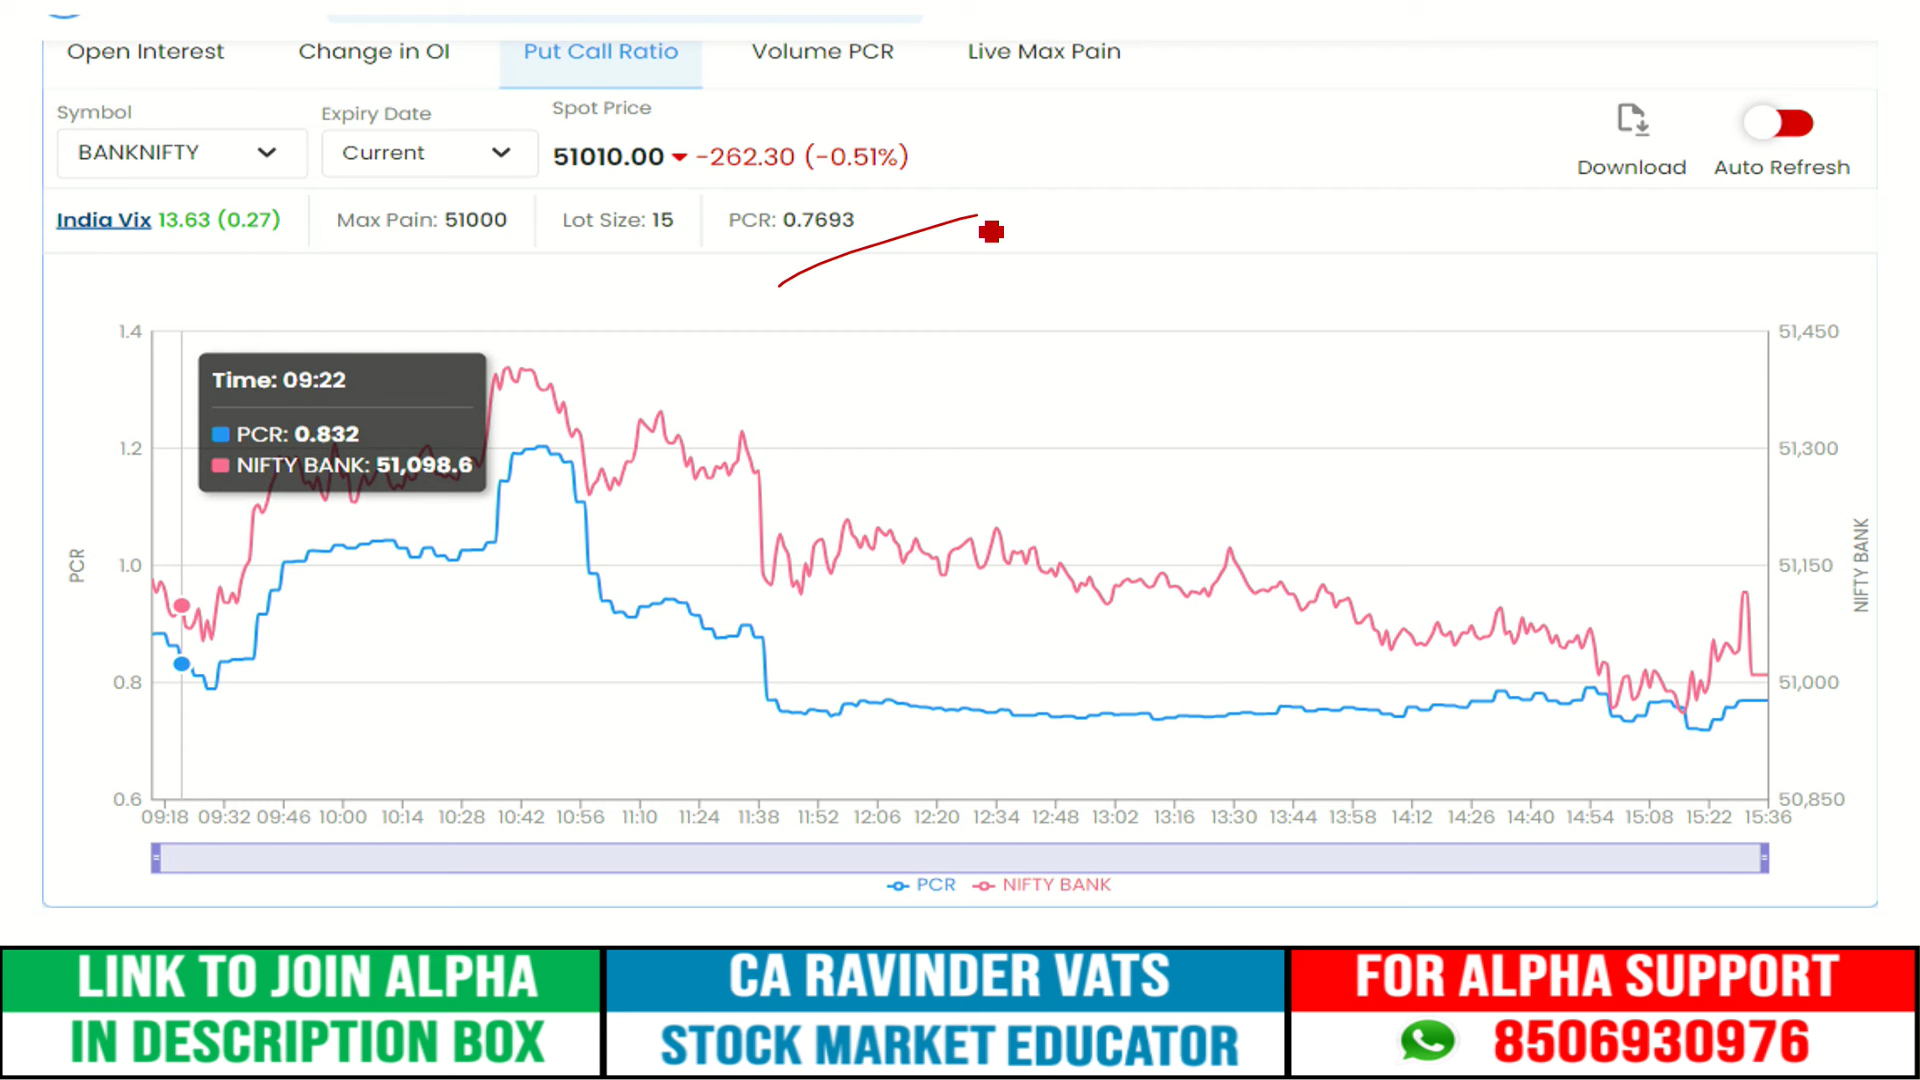 Open Interest Change in OI Put Call Ratio Volume PCR Live Max Pain
Symbol Expiry Date Spot Price
BANKNIFTY Current 51010.00 -262.30 (-0.51%) Download Auto Refresh
India Vix 13.63 (0.27) Max Pain: 51000 Lot Size: 15 PCR: 0.7693
1.4 51,450
Time: 09:22
PCR: 0.832
NIFTY BANK: 51,098.6
1.2 51,300
1.0 51,150
PCR
NIFTY BANK
0.8 51,000
0.6 50,850
09:18 09:32 09:46 10:00 10:14 10:28 10:42 10:56 11:10 11:24 11:38 11:52 12:06 12:20 12:34 12:48 13:02 13:16 13:30 13:44 13:58 14:12 14:26 14:40 14:54 15:08 15:22 15:36
PCR NIFTY BANK
LINK TO JOIN ALPHA
IN DESCRIPTION BOX
CA RAVINDER VATS
STOCK MARKET EDUCATOR
FOR ALPHA SUPPORT
8506930976